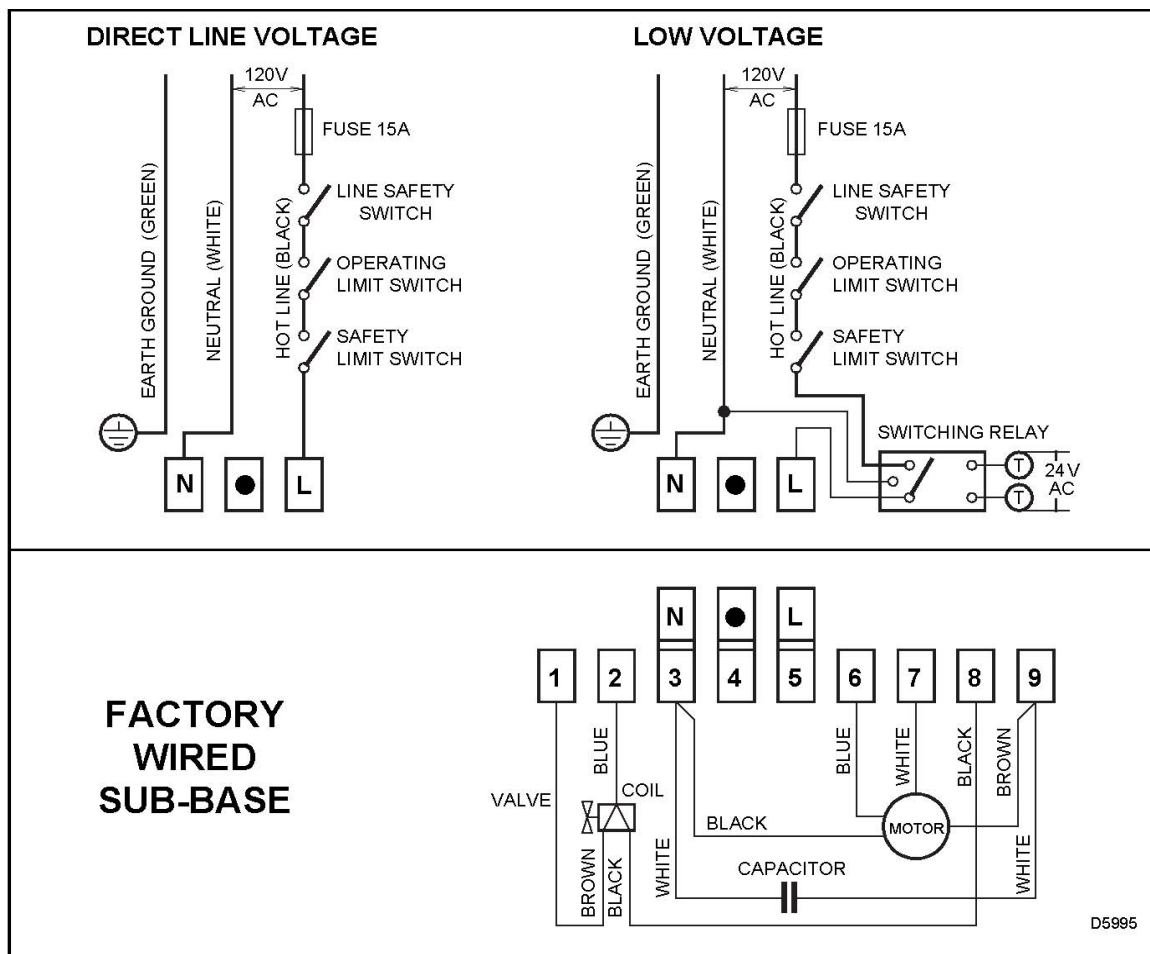 DIRECT LINE VOLTAGE
120V
AC
FUSE 15A
LINE SAFETY
SWITCH
OPERATING
LIMIT SWITCH
SAFETY
LIMIT SWITCH
EARTH GROUND (GREEN)
NEUTRAL (WHITE)
HOT LINE (BLACK)
N
L
LOW VOLTAGE
120V
AC
FUSE 15A
LINE SAFETY
SWITCH
OPERATING
LIMIT SWITCH
SAFETY
LIMIT SWITCH
EARTH GROUND (GREEN)
NEUTRAL (WHITE)
HOT LINE (BLACK)
SWITCHING RELAY
T
T
24V
AC
N
L
FACTORY
WIRED
SUB-BASE
N L
1 2 3 4 5 6 7 8 9
BLUE
BLUE
WHITE
BLACK
BROWN
VALVE
COIL
BLACK
MOTOR
BROWN
BLACK
WHITE
CAPACITOR
WHITE
D5995